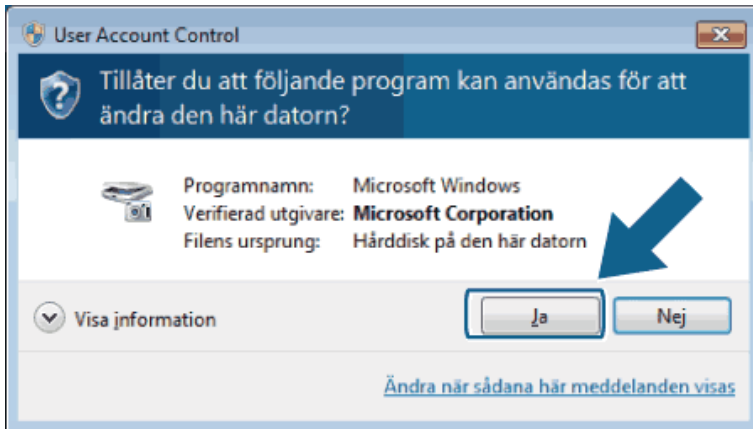 User Account Control
Tillåter du att följande program kan användas för att
ändra den här datorn?
Programnamn: Microsoft Windows
Verifierad utgivare: Microsoft Corporation
Filens ursprung: Hårddisk på den här datorn
Visa information
Ja Nej
Ändra när sådana här meddelanden visas